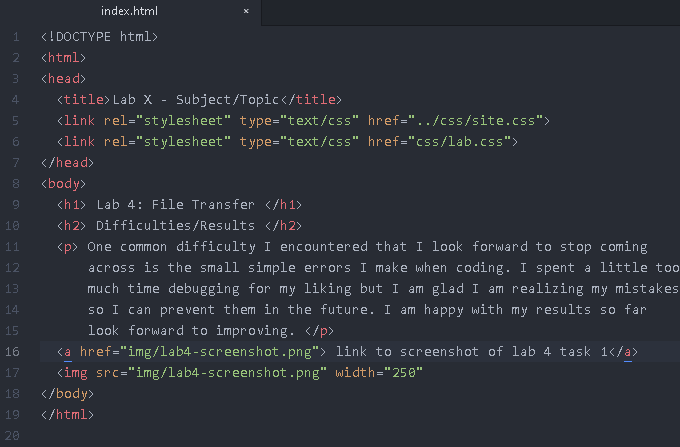 index.html ×
1 <!DOCTYPE html>
2 <html>
3 <head>
4 <title>Lab X - Subject/Topic</title>
5 <link rel="stylesheet" type="text/css" href="../css/site.css">
6 <link rel="stylesheet" type="text/css" href="css/lab.css">
7 </head>
8 <body>
9 <h1> Lab 4: File Transfer </h1>
10 <h2> Difficulties/Results </h2>
11 <p> One common difficulty I encountered that I look forward to stop coming
12 across is the small simple errors I make when coding. I spent a little too
13 much time debugging for my liking but I am glad I am realizing my mistakes
14 so I can prevent them in the future. I am happy with my results so far
15 look forward to improving. </p>
16 <a href="img/lab4-screenshot.png"> link to screenshot of lab 4 task 1</a>
17 <img src="img/lab4-screenshot.png" width="250"
18 </body>
19 </html>
20